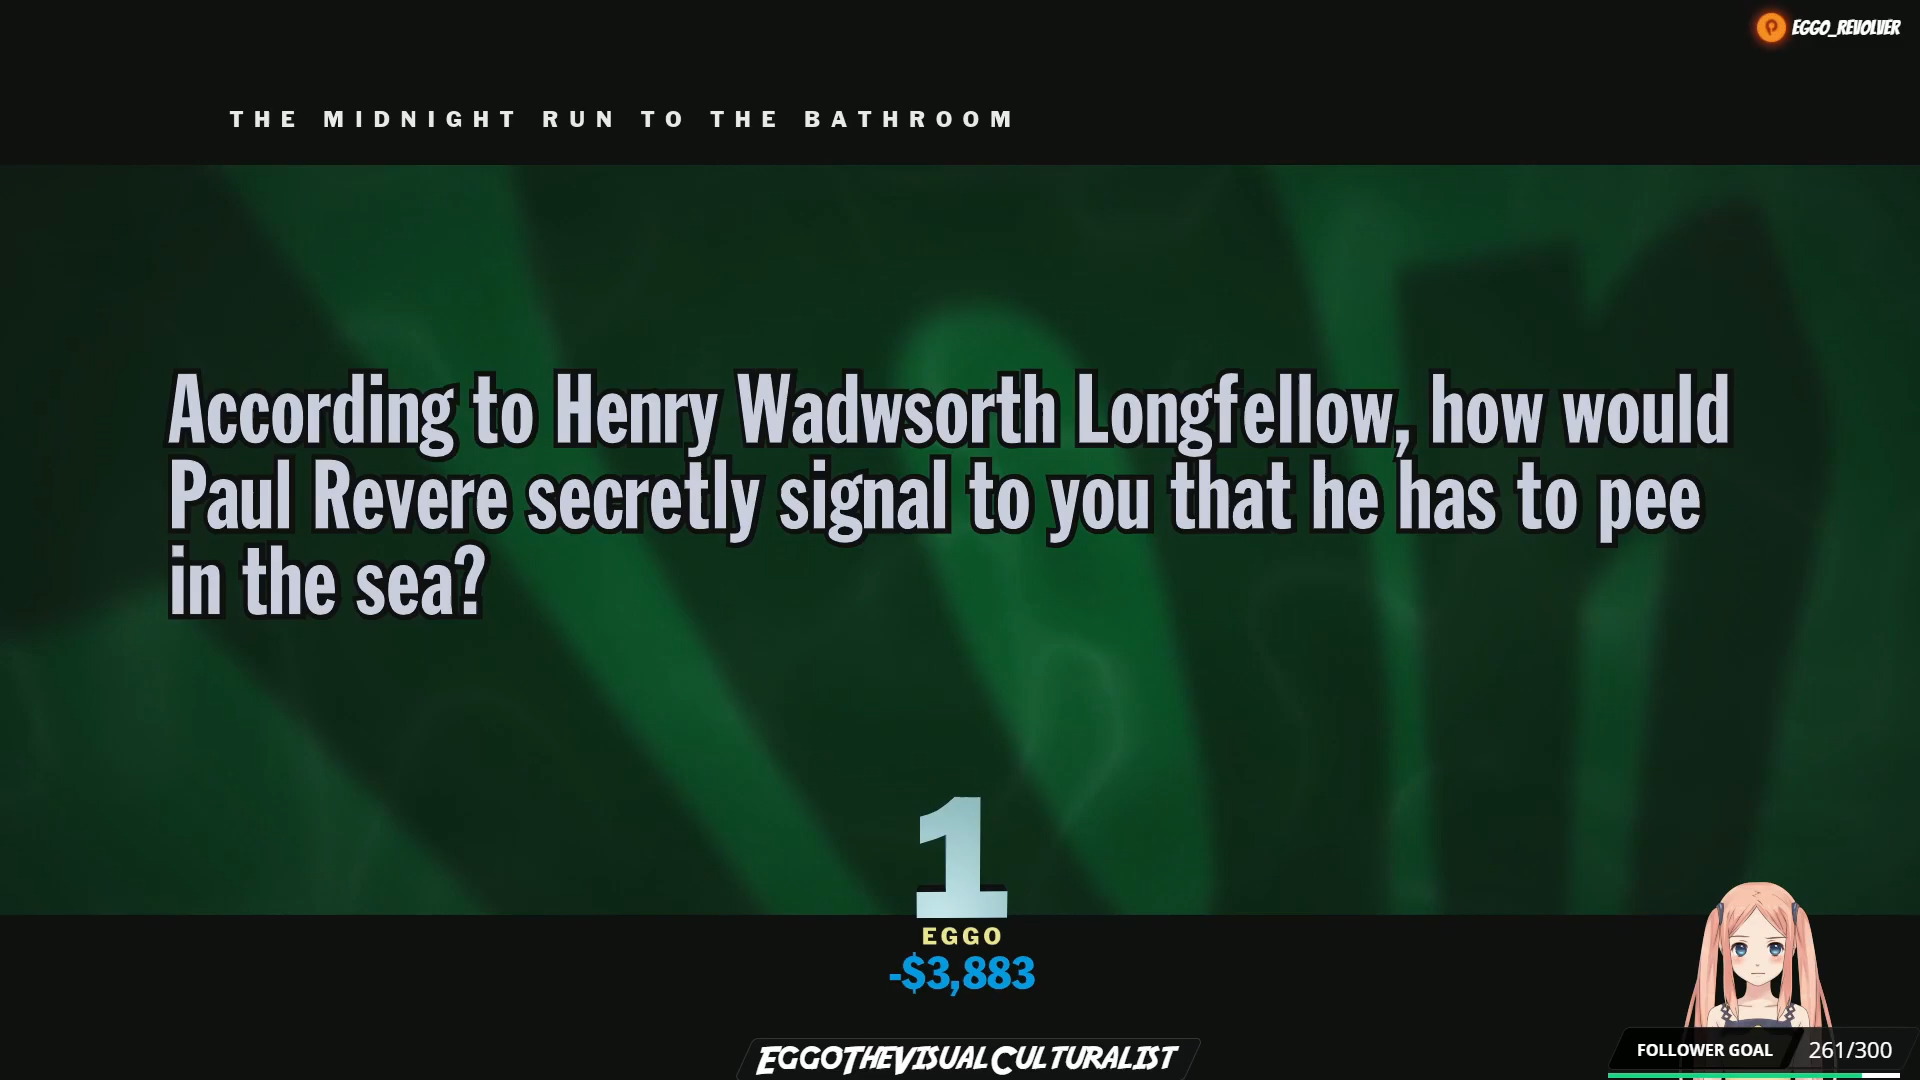 EGGO_REVOLVER
THE MIDNIGHT RUN TO THE BATHROOM
According to Henry Wadwsorth Longfellow, how would
Paul Revere secretly signal to you that he has to pee
in the sea?
1
EGGO
-$3,883
EGGOTHEVISUALCULTURALIST
FOLLOWER GOAL 261/300